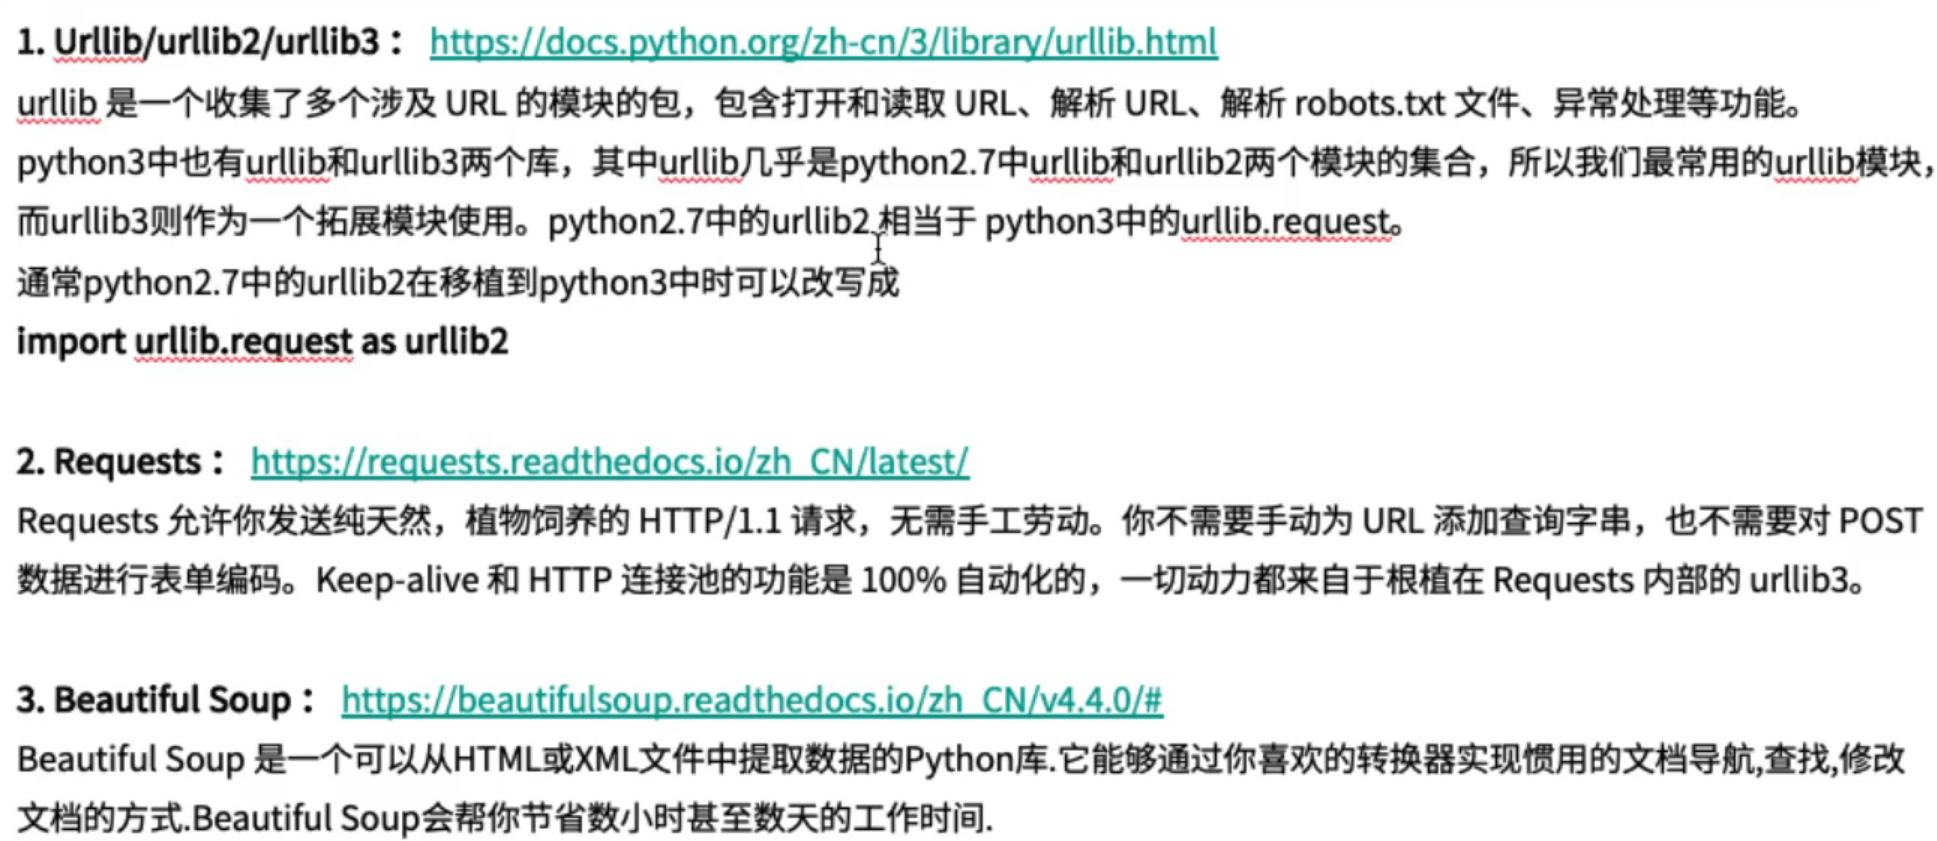 1. Urllib/urllib2/urllib3： https://docs.python.org/zh-cn/3/library/urllib.html
urllib 是一个收集了多个涉及 URL 的模块的包，包含打开和读取 URL、解析 URL、解析 robots.txt 文件、异常处理等功能。
python3中也有urllib和urllib3两个库，其中urllib几乎是python2.7中urllib和urllib2两个模块的集合，所以我们最常用的urllib模块，
而urllib3则作为一个拓展模块使用。python2.7中的urllib2 相当于 python3中的urllib.request。
通常python2.7中的urllib2在移植到python3中时可以改写成
import urllib.request as urllib2
2. Requests： https://requests.readthedocs.io/zh_CN/latest/
Requests 允许你发送纯天然，植物饲养的 HTTP/1.1 请求，无需手工劳动。你不需要手动为 URL 添加查询字串，也不需要对 POST
数据进行表单编码。Keep-alive 和 HTTP 连接池的功能是 100% 自动化的，一切动力都来自于根植在 Requests 内部的 urllib3。
3. Beautiful Soup： https://beautifulsoup.readthedocs.io/zh_CN/v4.4.0/#
Beautiful Soup 是一个可以从HTML或XML文件中提取数据的Python库.它能够通过你喜欢的转换器实现惯用的文档导航,查找,修改
文档的方式.Beautiful Soup会帮你节省数小时甚至数天的工作时间.